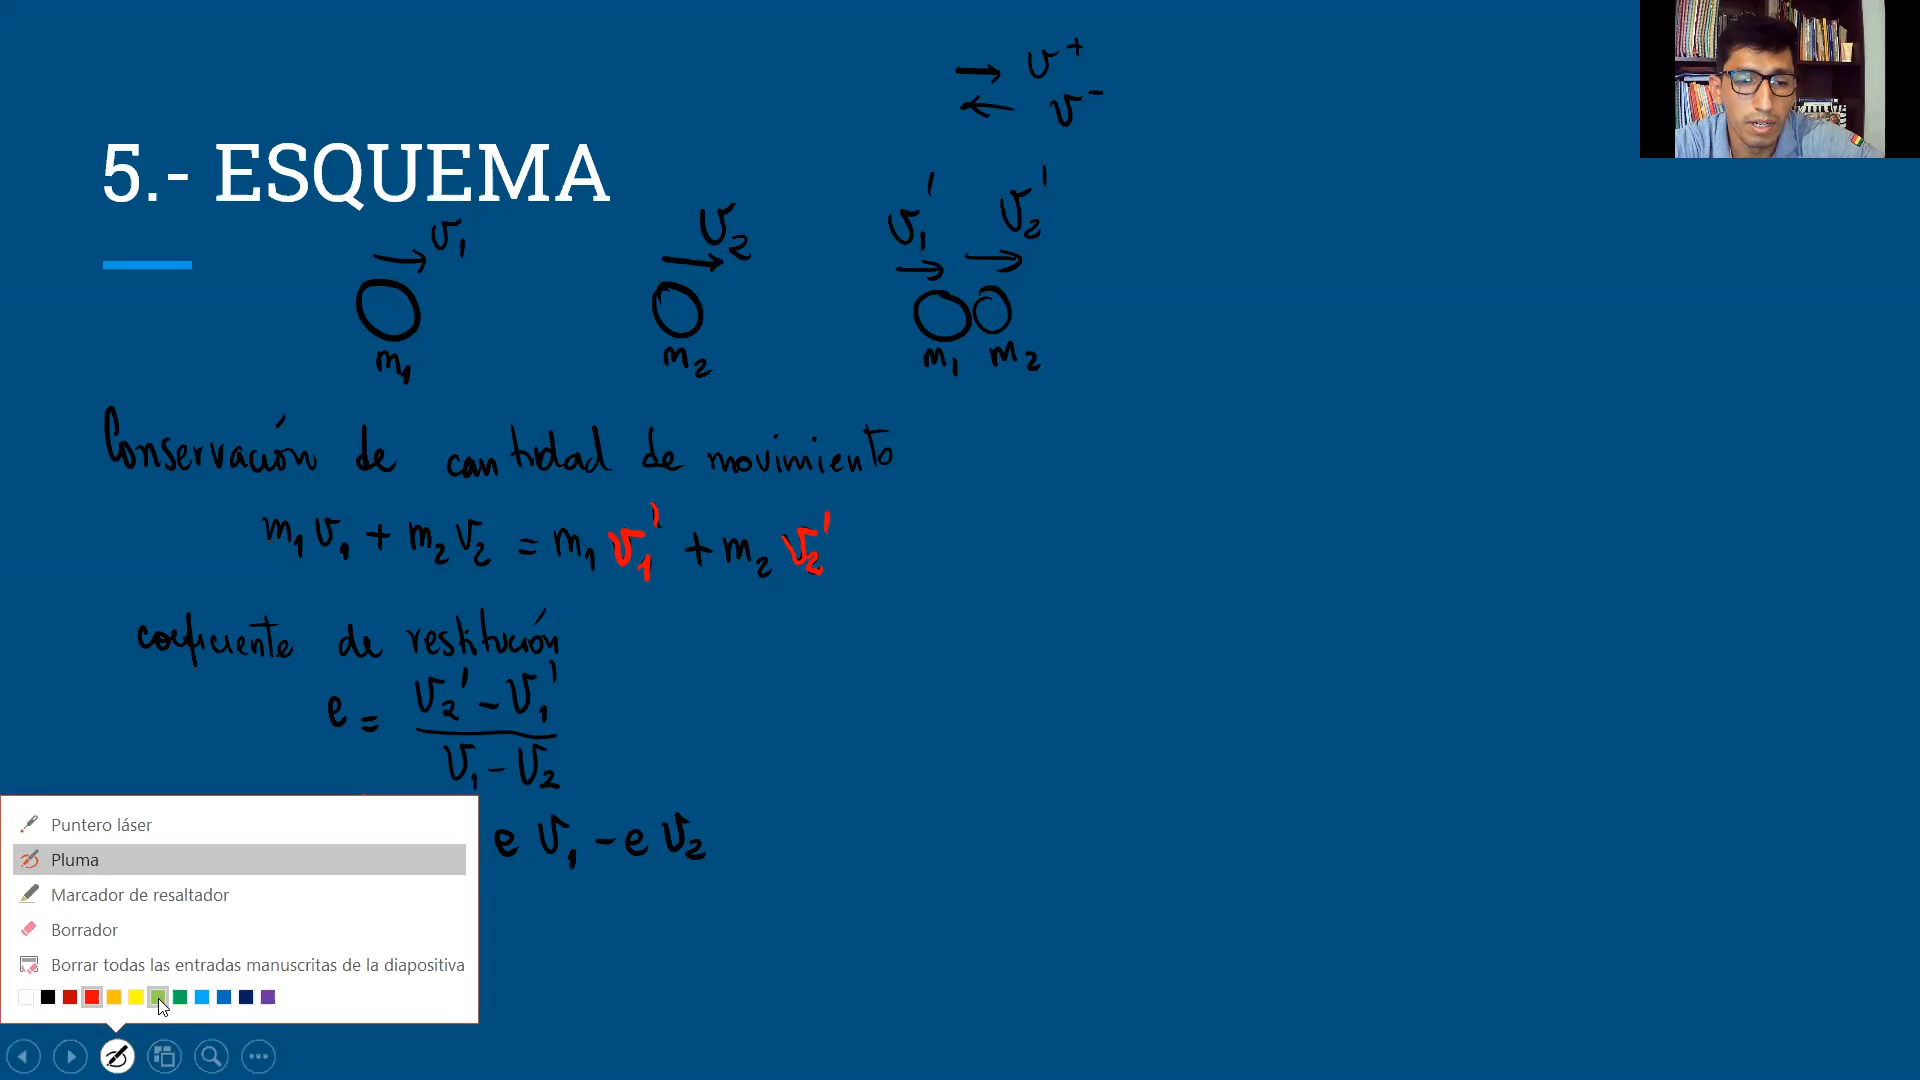 → v⁺
← v⁻
5.- ESQUEMA
v₁ v₂ v₁' v₂'
m₁ m₂ m₁ m₂
Conservación de cantidad de movimiento
m₁ v₁ + m₂ v₂ = m₁ v₁' + m₂ v₂'
coeficiente de restitución
e = (v₂' - v₁') / (v₁ - v₂)
e v₁ - e v₂
Puntero láser
Pluma
Marcador de resaltador
Borrador
Borrar todas las entradas manuscritas de la diapositiva